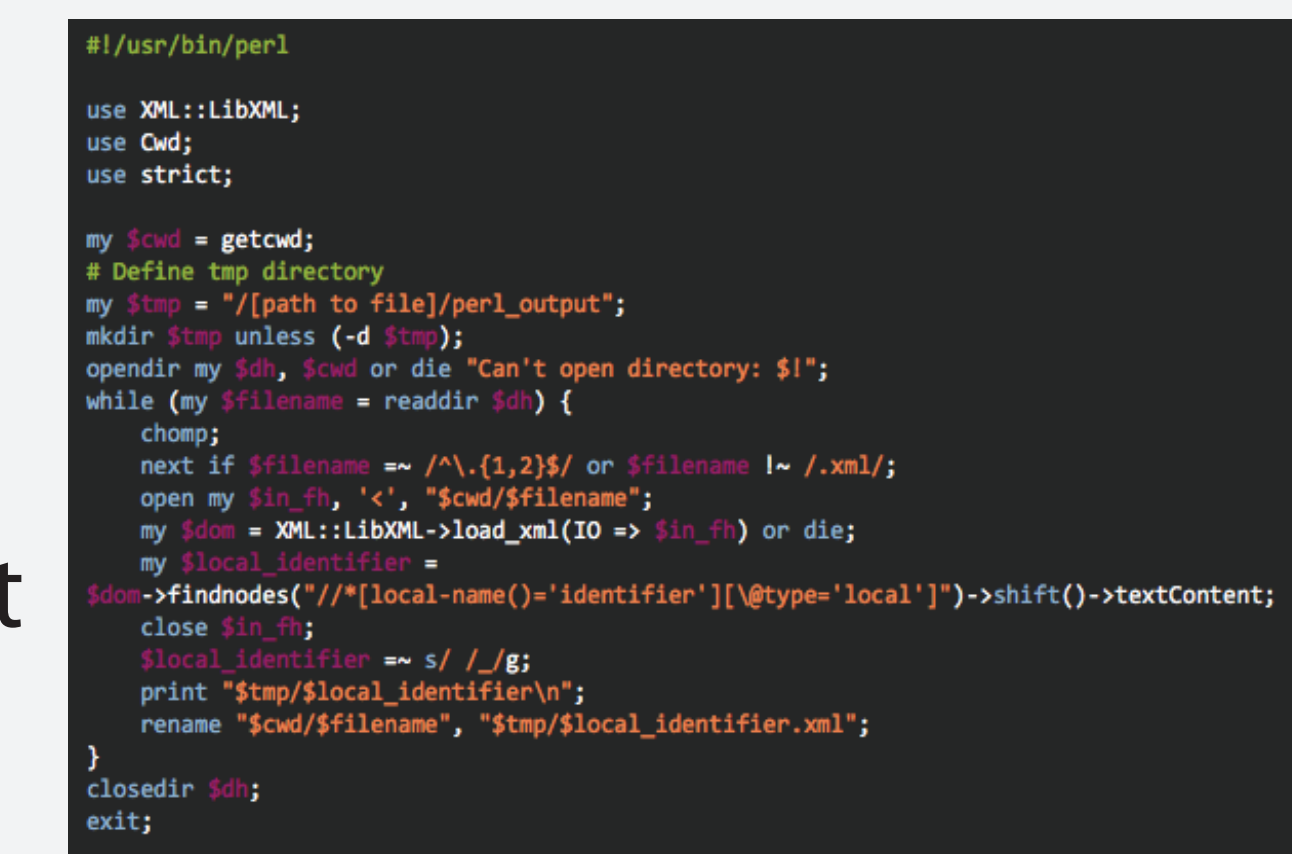 #!/usr/bin/perl
use XML::LibXML;
use Cwd;
use strict;
my $cwd = getcwd;
# Define tmp directory
my $tmp = "/[path to file]/perl_output";
mkdir $tmp unless (-d $tmp);
opendir my $dh, $cwd or die "Can't open directory: $!";
while (my $filename = readdir $dh) {
    chomp;
    next if $filename =~ /^\.{1,2}$/ or $filename !~ /.xml/;
    open my $in_fh, '<', "$cwd/$filename";
    my $dom = XML::LibXML->load_xml(IO => $in_fh) or die;
    my $local_identifier =
t
$dom->findnodes("//*[local-name()='identifier'][\@type='local']")->shift()->textContent;
    close $in_fh;
    $local_identifier =~ s/ /_/g;
    print "$tmp/$local_identifier\n";
    rename "$cwd/$filename", "$tmp/$local_identifier.xml";
}
closedir $dh;
exit;